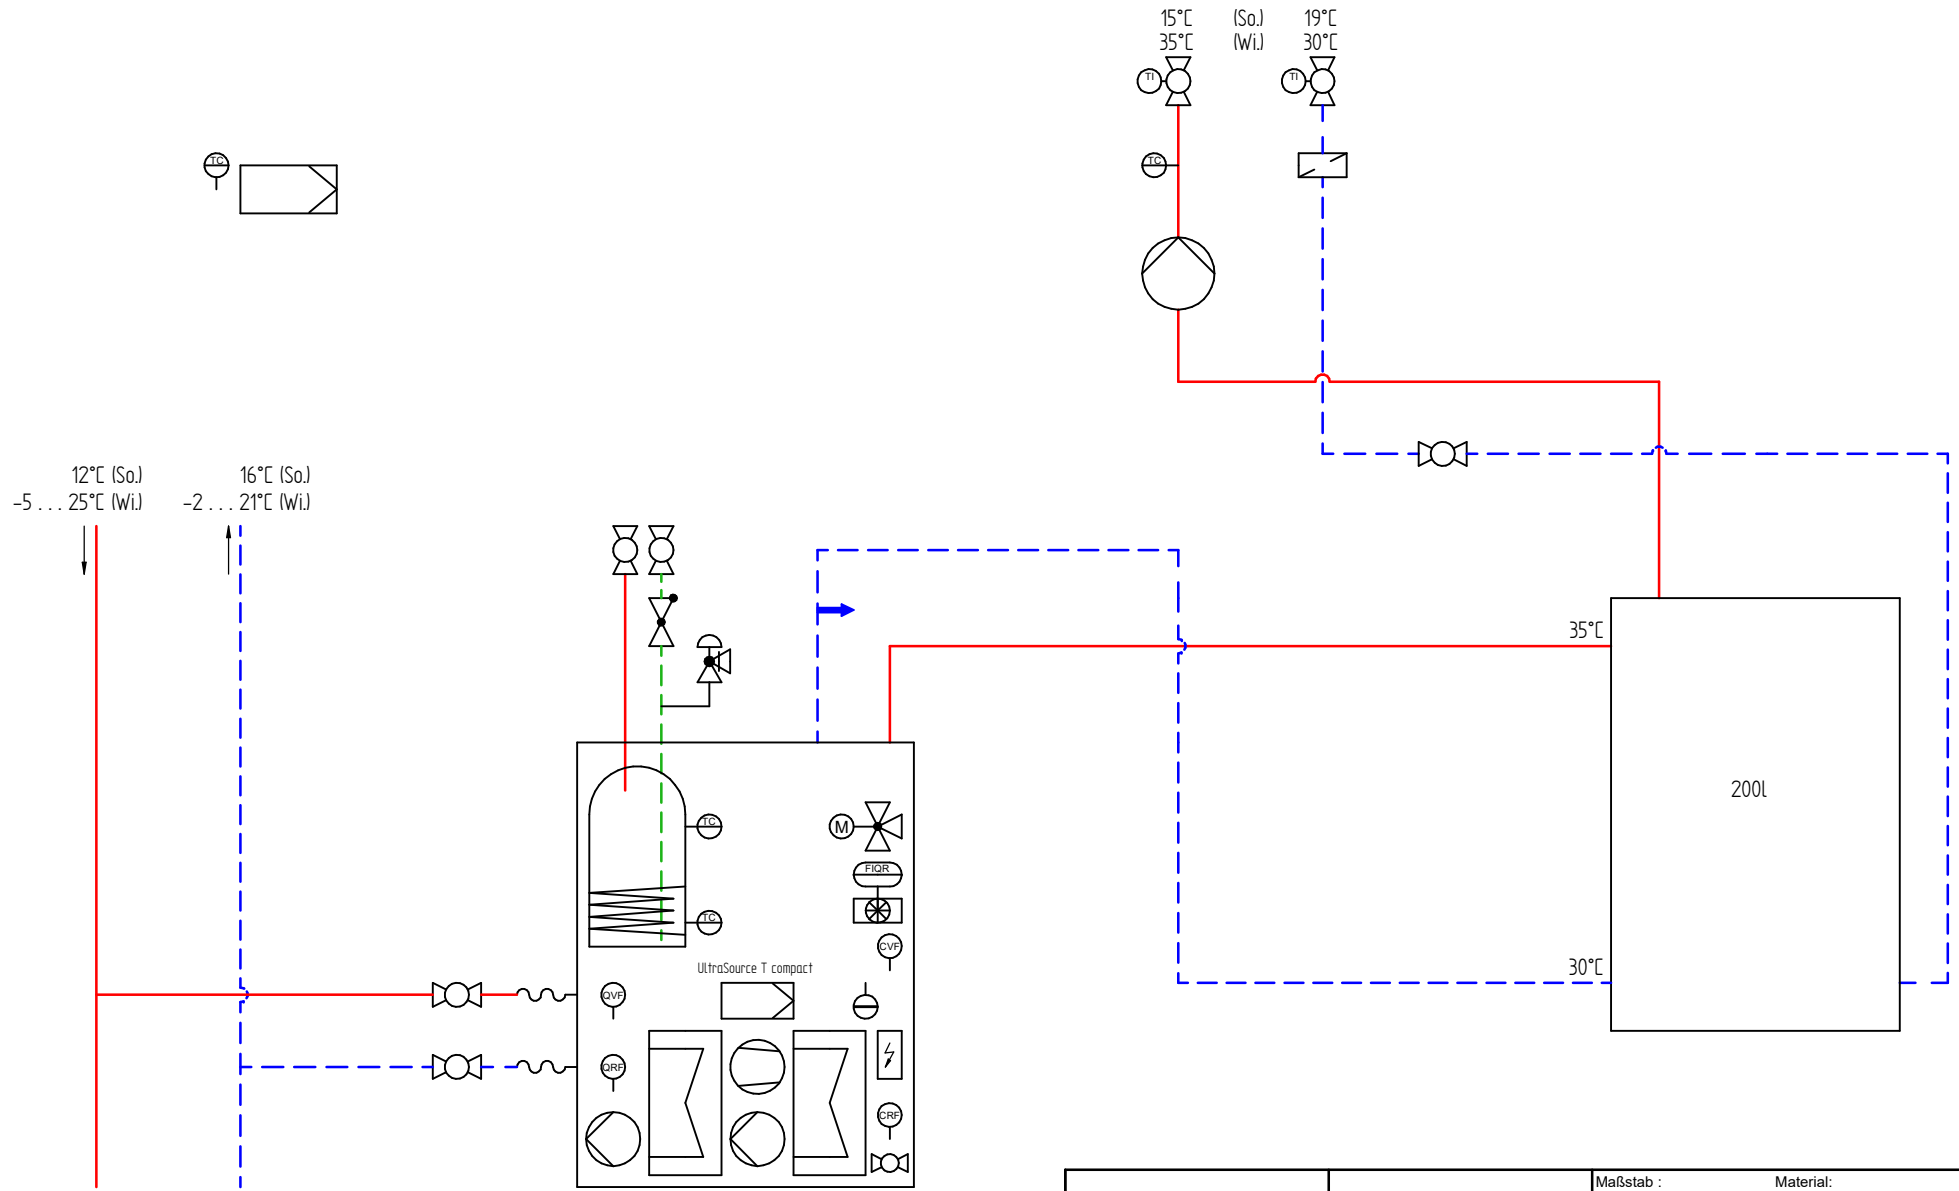 15°C (So.) 19°C
35°C (Wi.) 30°C
TI TI
TC TC
12°C (So.) 16°C (So.)
-5 ... 25°C (Wi.) -2 ... 21°C (Wi.)
35°C
200l
TC M
FIQR
TC
CVF
UltraSource T compact
30°C
QVF
QRF
CRF
Maßstab : Material: